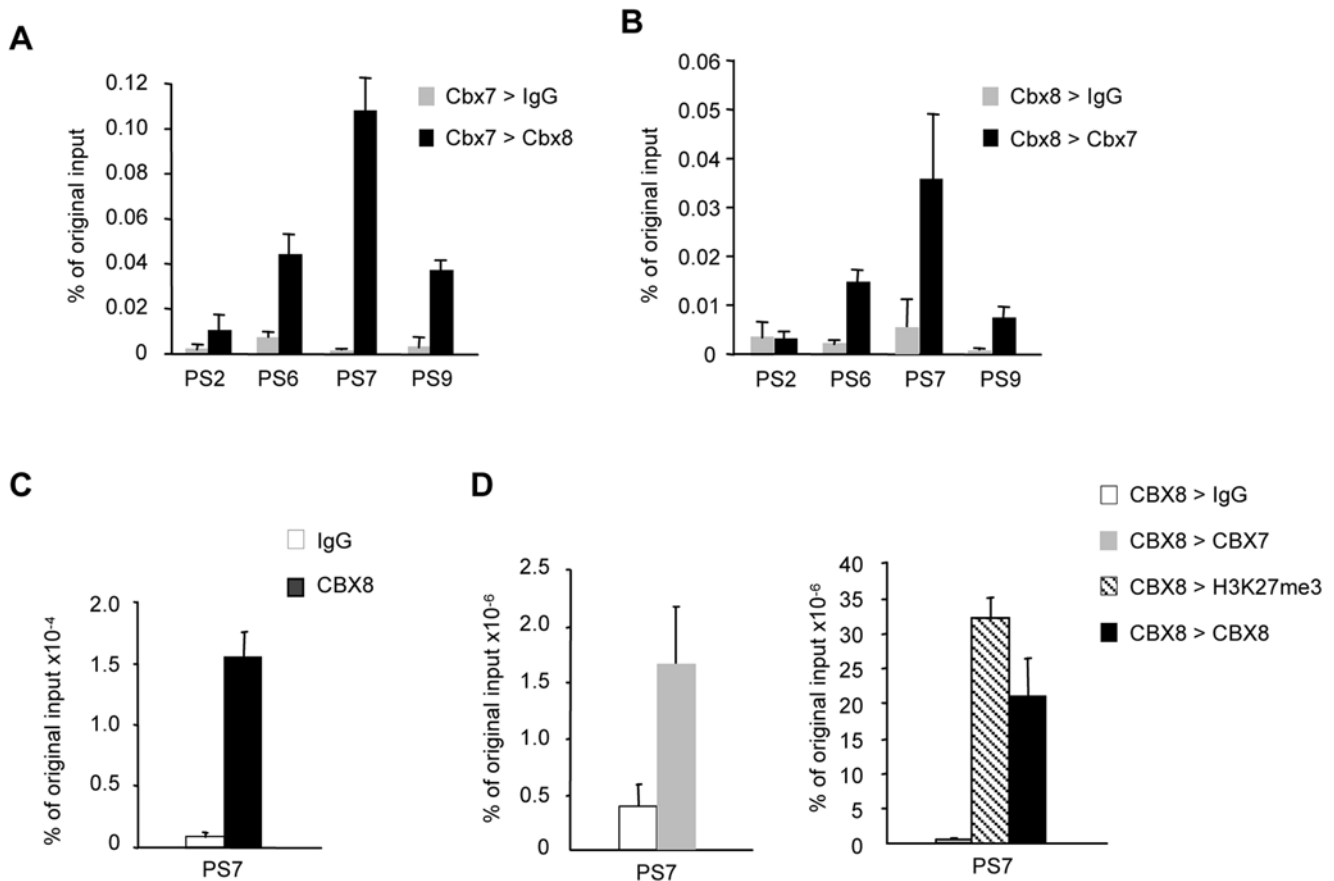 A
% of original input
0.12
0.10
0.08
0.06
0.04
0.02
0
PS2 PS6 PS7 PS9
Cbx7 > IgG
Cbx7 > Cbx8
B
% of original input
0.06
0.05
0.04
0.03
0.02
0.01
0
PS2 PS6 PS7 PS9
Cbx8 > IgG
Cbx8 > Cbx7
C
% of original input x10-4
2.0
1.5
1.0
0.5
0
PS7
IgG
CBX8
D
% of original input x10-6
2.5
2.0
1.5
1.0
0.5
0
PS7
% of original input x10-6
40
35
30
25
20
15
10
5
0
PS7
CBX8 > IgG
CBX8 > CBX7
CBX8 > H3K27me3
CBX8 > CBX8